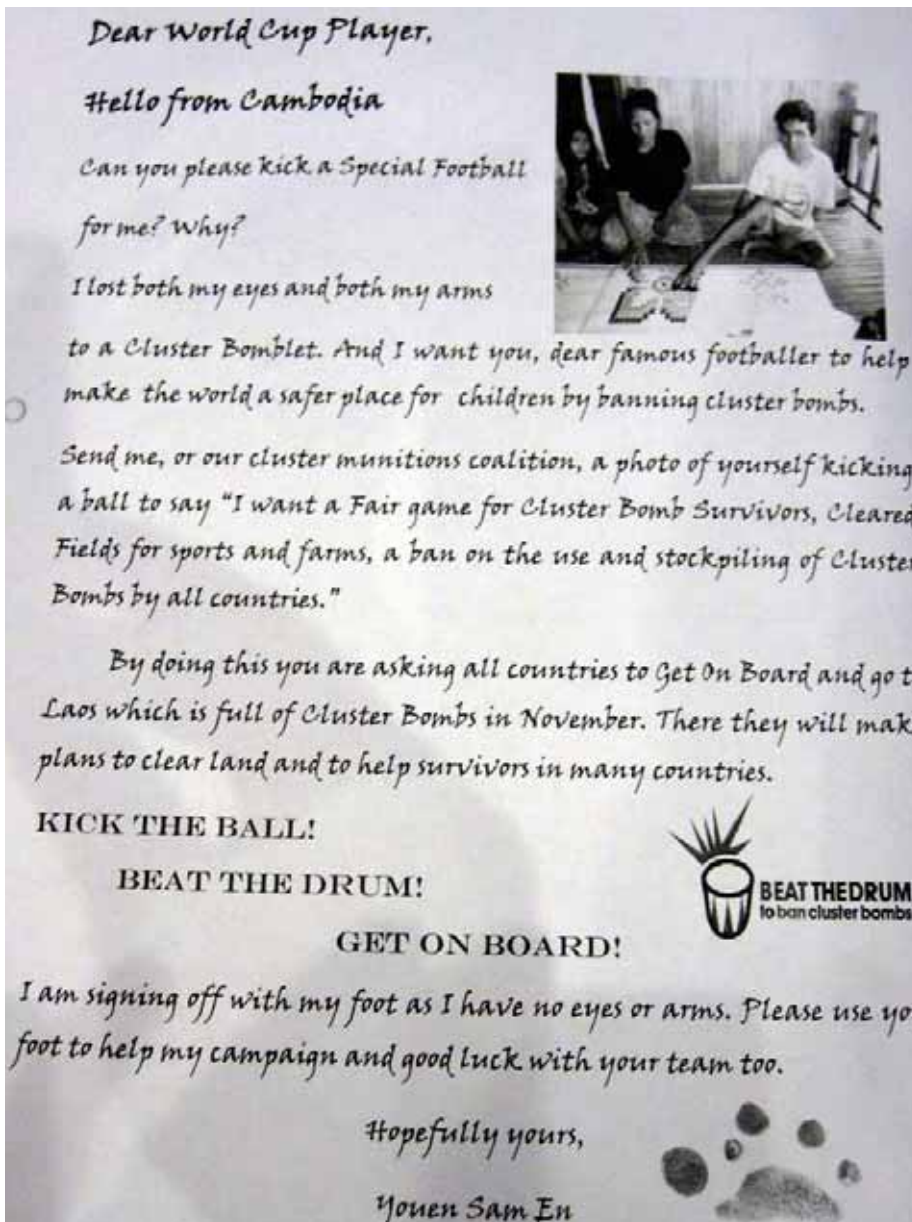 Dear World Cup Player,
Hello from Cambodia
Can you please kick a Special Football
for me? Why?
I lost both my eyes and both my arms
to a Cluster Bomblet. And I want you, dear famous footballer to help
make the world a safer place for children by banning cluster bombs.
Send me, or our cluster munitions coalition, a photo of yourself kicking
a ball to say "I want a Fair game for Cluster Bomb Survivors, Cleared
Fields for sports and farms, a ban on the use and stockpiling of Cluster
Bombs by all countries."
By doing this you are asking all countries to Get On Board and go t
Laos which is full of Cluster Bombs in November. There they will mak
plans to clear land and to help survivors in many countries.
KICK THE BALL!
BEAT THE DRUM!
BEAT THE DRUM
to ban cluster bombs
GET ON BOARD!
I am signing off with my foot as I have no eyes or arms. Please use yo
foot to help my campaign and good luck with your team too.
Hopefully yours,
Youen Sam En